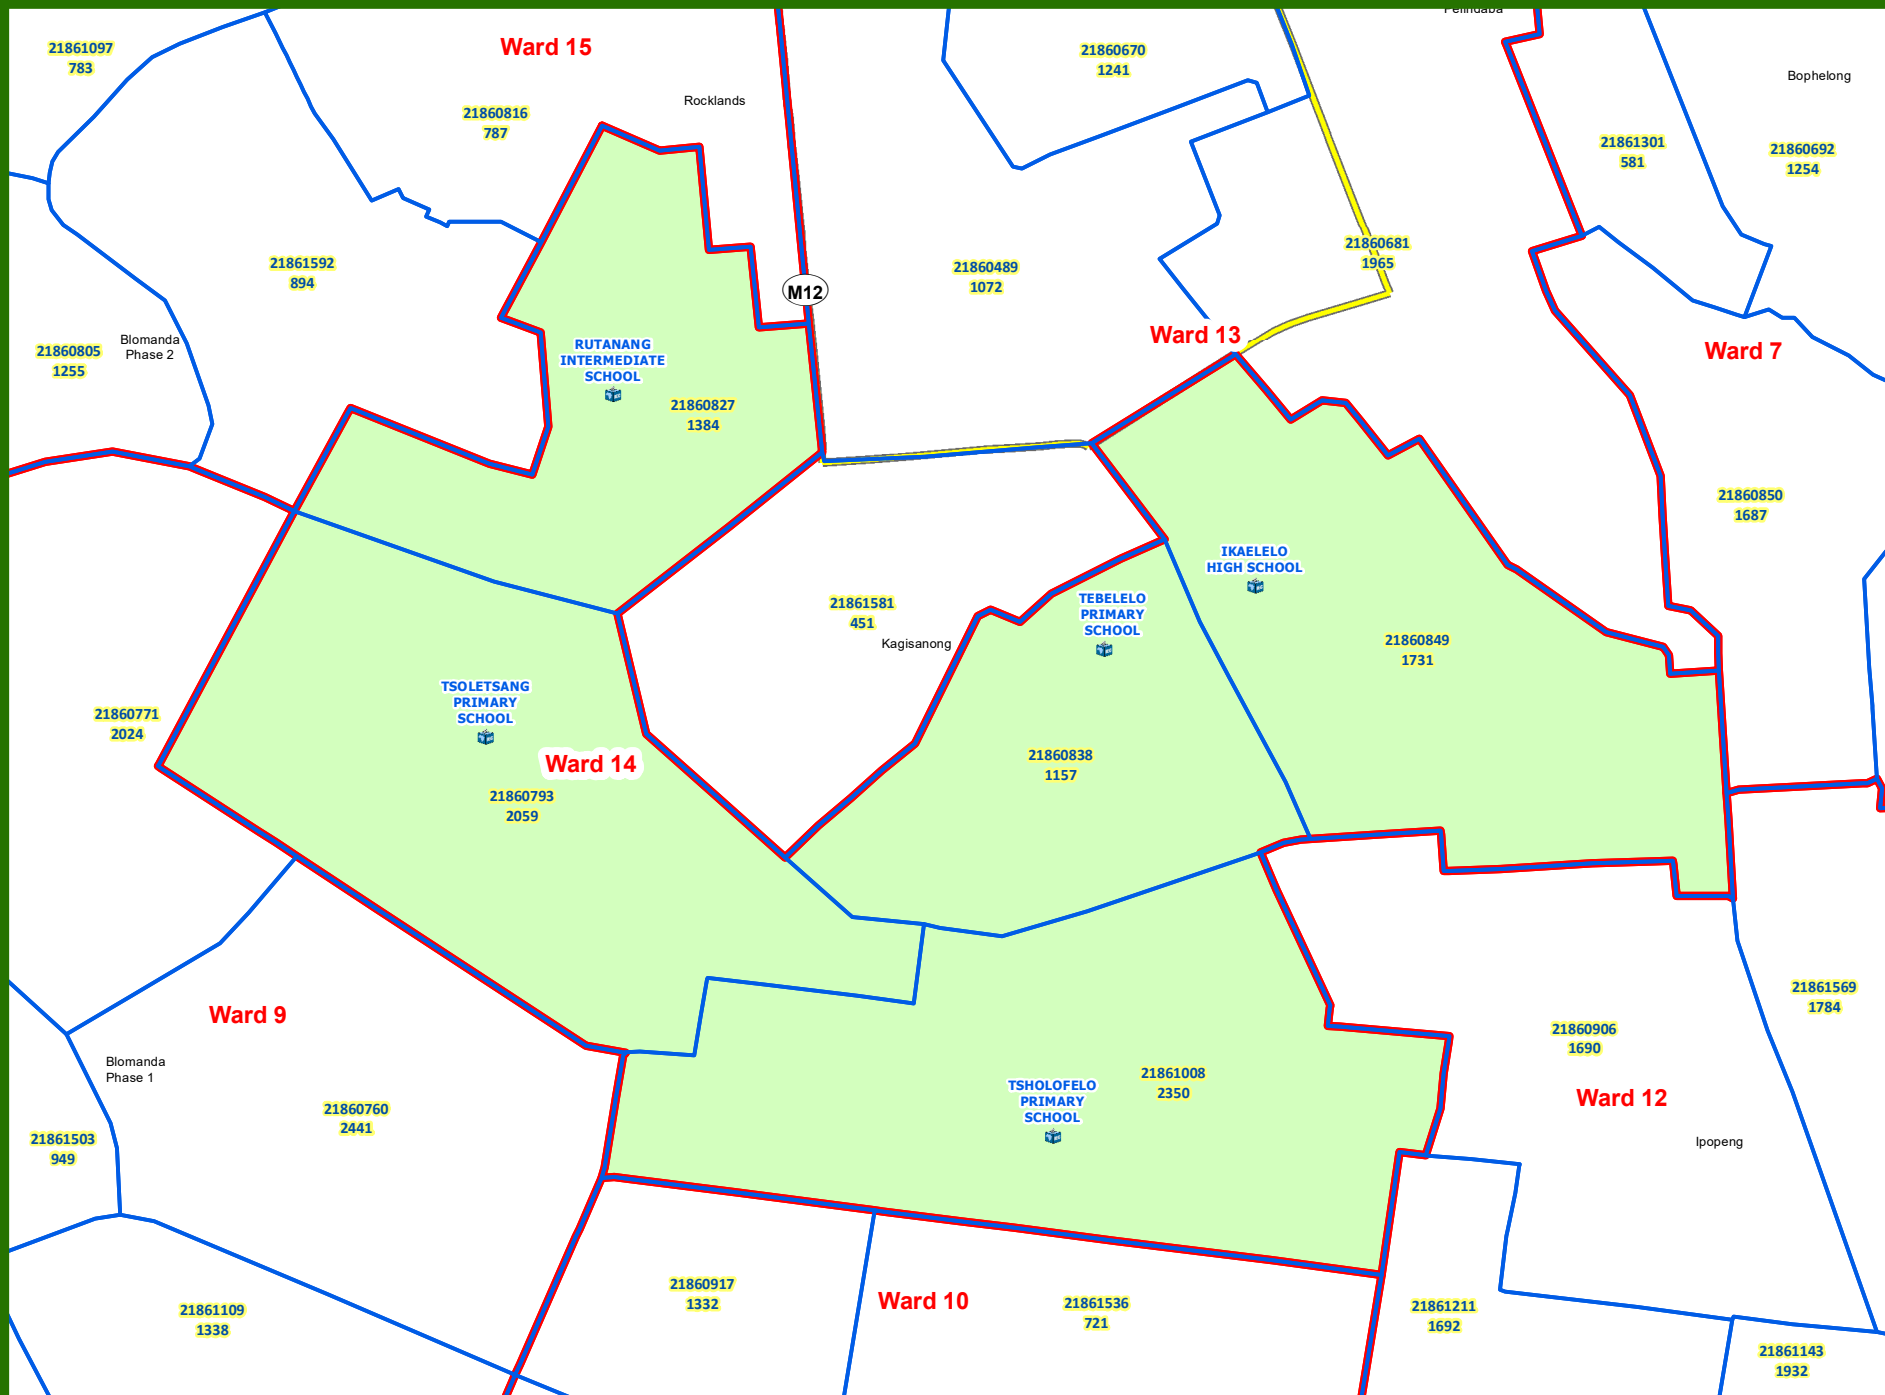 Pelindaba
21861097
783
Ward 15
21860670
1241
Bophelong
Rocklands
21860816
787
21861301
581
21860692
1254
21860681
1965
21861592
894
21860489
1072
M12
Blomanda
Phase 2
21860805
1255
RUTANANG
INTERMEDIATE
SCHOOL
Ward 13
Ward 7
21860827
1384
21860850
1687
IKAELELO
HIGH SCHOOL
21861581
451
TEBELELO
PRIMARY
SCHOOL
Kagisanong
21860849
1731
TSOLETSANG
PRIMARY
SCHOOL
21860771
2024
Ward 14
21860838
1157
21860793
2059
21861569
1784
Ward 9
21860906
1690
Blomanda
Phase 1
21861008
2350
TSHOLOFELO
PRIMARY
SCHOOL
Ward 12
21860760
2441
21861503
949
Ipopeng
21860917
1332
Ward 10
21861536
721
21861109
1338
21861211
1692
21861143
1932